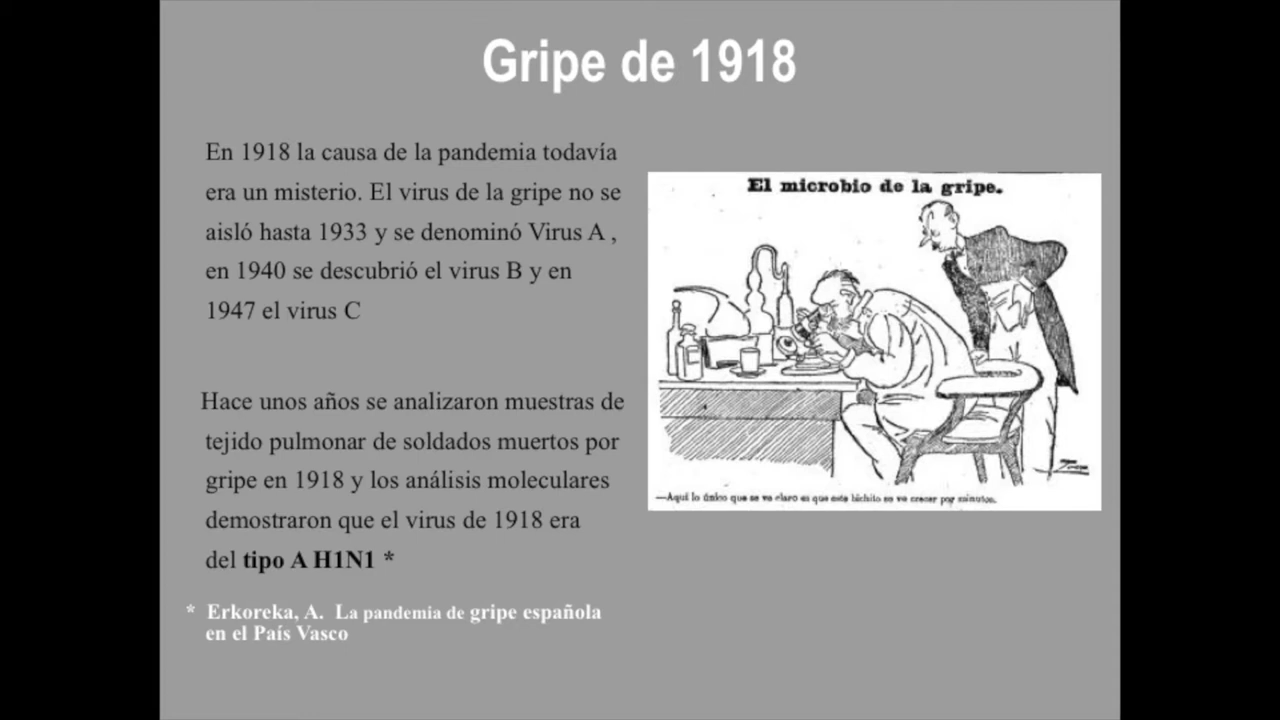 Gripe de 1918
En 1918 la causa de la pandemia todavía
era un misterio. El virus de la gripe no se
aisló hasta 1933 y se denominó Virus A ,
en 1940 se descubrió el virus B y en
1947 el virus C
Hace unos años se analizaron muestras de
tejido pulmonar de soldados muertos por
gripe en 1918 y los análisis moleculares
demostraron que el virus de 1918 era
del tipo A H1N1 *
* Erkoreka, A. La pandemia de gripe española
en el País Vasco
El microbio de la gripe.
—Aquí lo único que se ve claro es que este bichito se ve crecer por minutos.